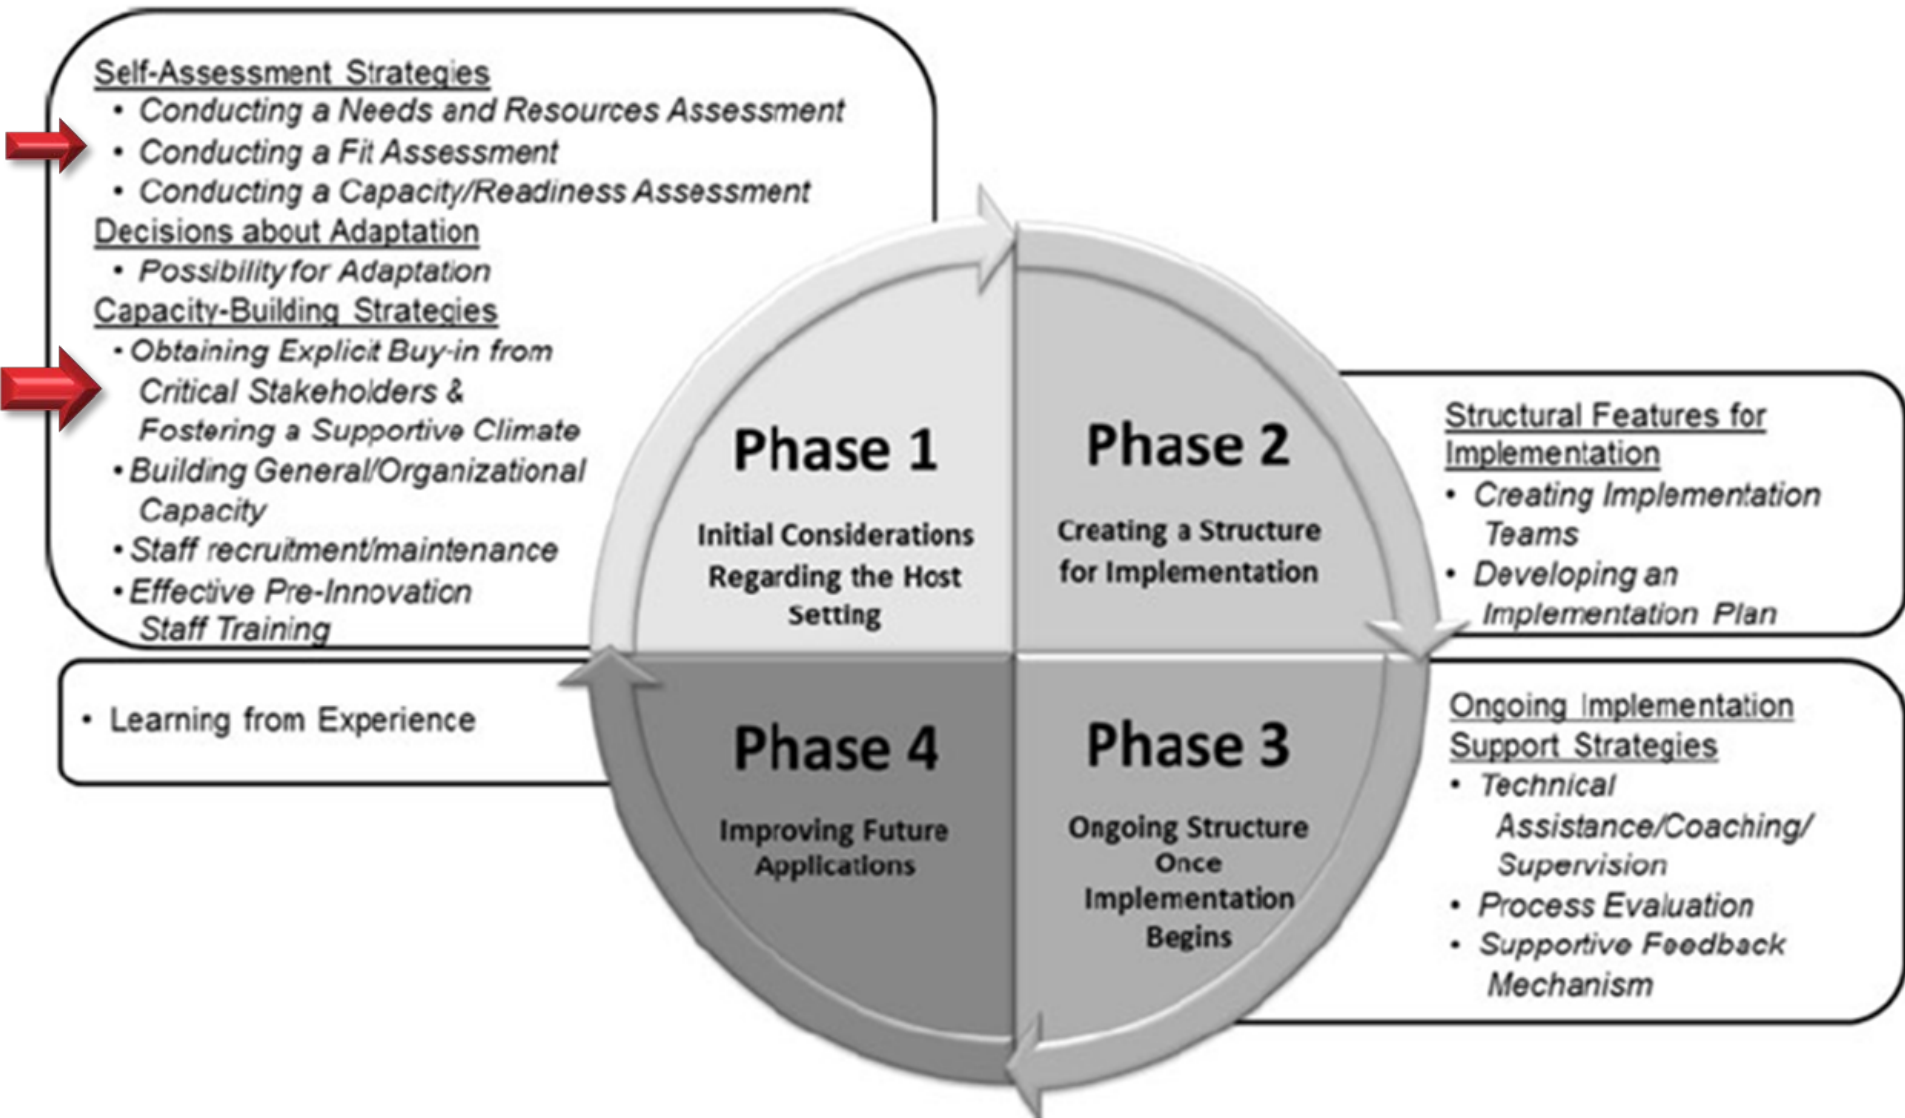 Self-Assessment Strategies
• Conducting a Needs and Resources Assessment
• Conducting a Fit Assessment
• Conducting a Capacity/Readiness Assessment
Decisions about Adaptation
• Possibility for Adaptation
Capacity-Building Strategies
• Obtaining Explicit Buy-in from
Critical Stakeholders &
Fostering a Supportive Climate
• Building General/Organizational
Capacity
• Staff recruitment/maintenance
• Effective Pre-Innovation
Staff Training
Phase 1
Initial Considerations
Regarding the Host
Setting
Phase 2
Creating a Structure
for Implementation
Structural Features for
Implementation
• Creating Implementation
Teams
• Developing an
Implementation Plan
• Learning from Experience
Phase 4
Improving Future
Applications
Phase 3
Ongoing Structure
Once
Implementation
Begins
Ongoing Implementation
Support Strategies
• Technical
Assistance/Coaching/
Supervision
• Process Evaluation
• Supportive Feedback
Mechanism